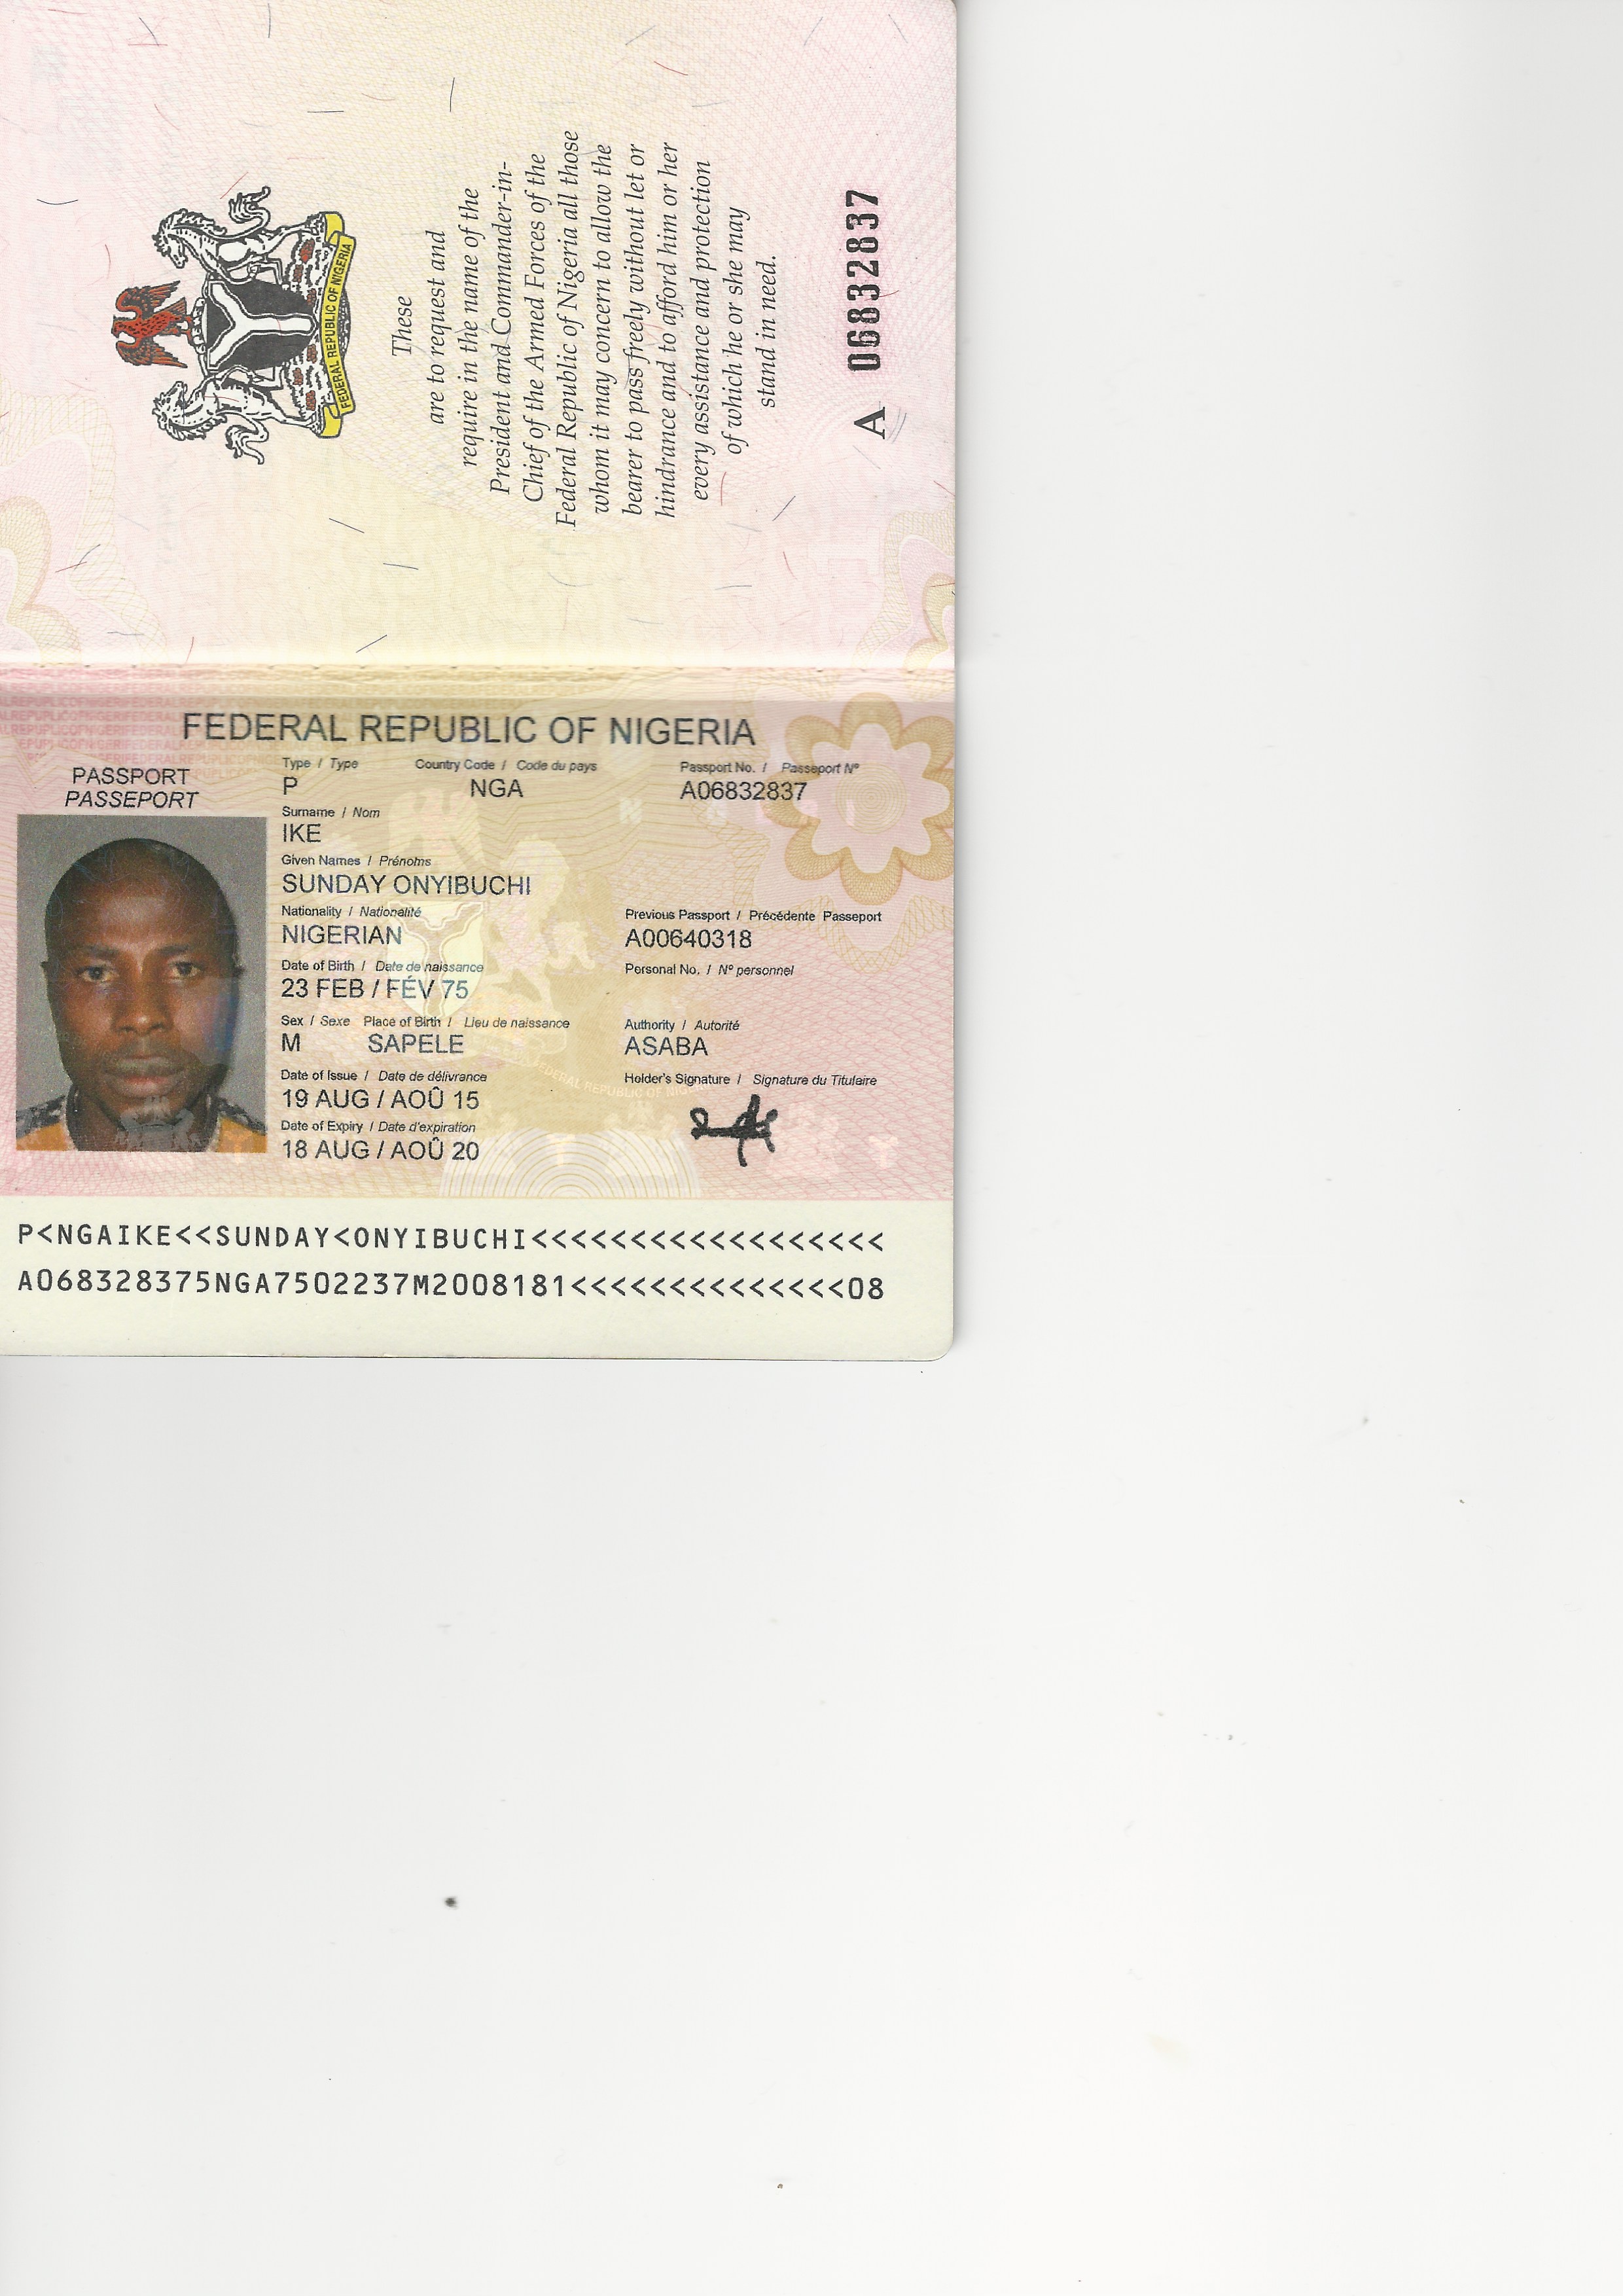 FEDERAL REPUBLIC OF NIGERIA
These
are to request and
require in the name of the
President and Commander-in-
Chief of the Armed Forces of the
Federal Republic of Nigeria all those
whom it may concern to allow the
bearer to pass freely without let or
hindrance and to afford him or her
every assistance and protection
of which he or she may
stand in need.
A 06832837
FEDERAL REPUBLIC OF NIGERIA
PASSPORT
PASSEPORT
Type / Type Country Code / Code du pays Passport No. / Passeport Nº
P NGA A06832837
Surname / Nom
IKE
Given Names / Prénoms
SUNDAY ONYIBUCHI
Nationality / Nationalité Previous Passport / Précédente Passeport
NIGERIAN A00640318
Date of Birth / Date de naissance Personal No. / Nº personnel
23 FEB / FÉV 75
Sex / Sexe Place of Birth / Lieu de naissance Authority / Autorité
M SAPELE ASABA
Date of Issue / Date de délivrance Holder's Signature / Signature du Titulaire
19 AUG / AOÛ 15
Date of Expiry / Date d'expiration
18 AUG / AOÛ 20
P<NGAIKE<<SUNDAY<ONYIBUCHI<<<<<<<<<<<<<<<<<<
A068328375NGA7502237M2008181<<<<<<<<<<<<<<08